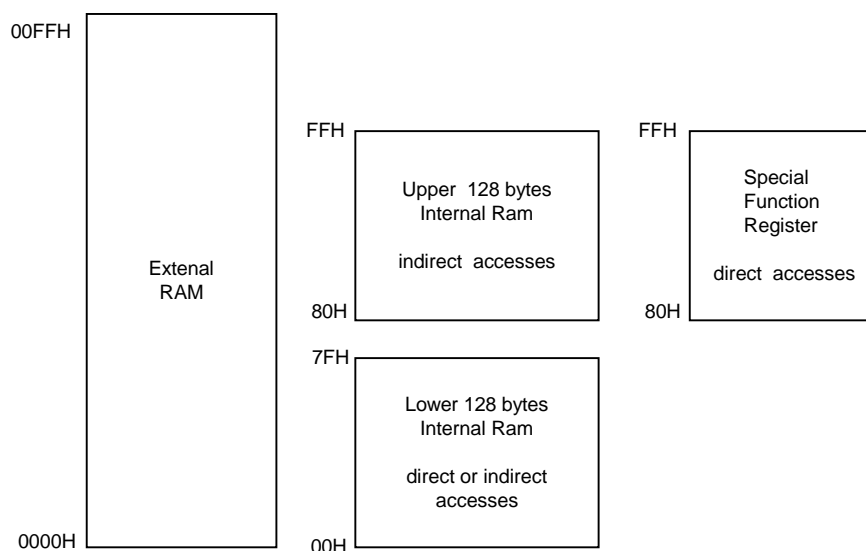 00FFH
Extenal
RAM
0000H
FFH
Upper 128 bytes
Internal Ram
indirect accesses
80H
7FH
Lower 128 bytes
Internal Ram
direct or indirect
accesses
00H
FFH
Special
Function
Register
direct accesses
80H